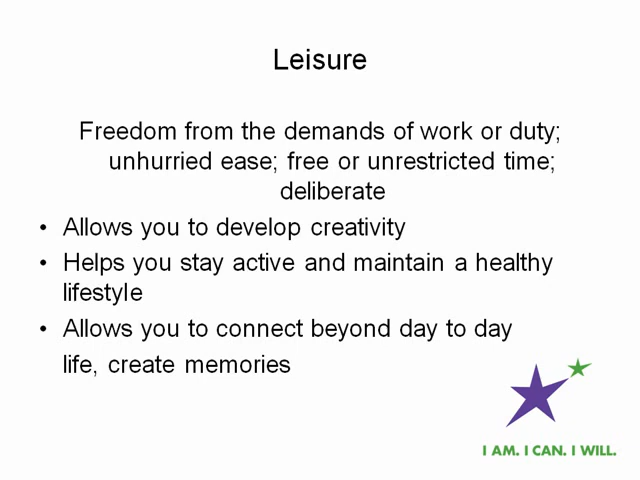 Leisure
Freedom from the demands of work or duty;
unhurried ease; free or unrestricted time;
deliberate
• Allows you to develop creativity
• Helps you stay active and maintain a healthy
lifestyle
• Allows you to connect beyond day to day
life, create memories
I AM. I CAN. I WILL.